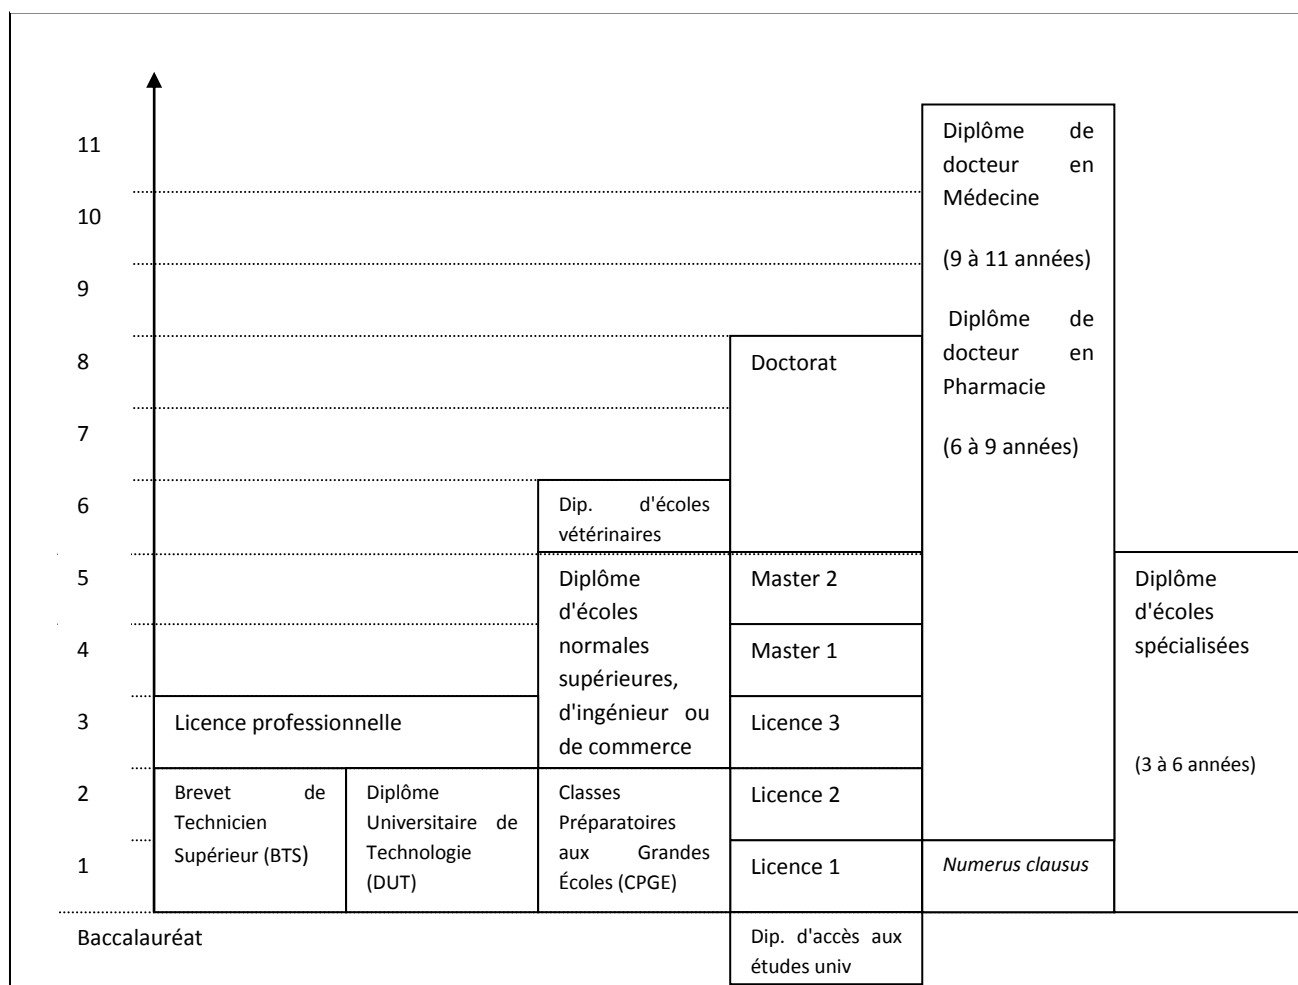 11
10
9
8
7
6
5
4
3
2
1
Baccalauréat
Licence professionnelle
Brevet de
Technicien
Supérieur (BTS)
Diplôme
Universitaire de
Technologie
(DUT)
Dip. d'écoles
vétérinaires
Diplôme
d'écoles
normales
supérieures,
d'ingénieur ou
de commerce
Classes
Préparatoires
aux Grandes
Écoles (CPGE)
Doctorat
Master 2
Master 1
Licence 3
Licence 2
Licence 1
Dip. d'accès aux
études univ
Diplôme de
docteur en
Médecine
(9 à 11 années)
Diplôme de
docteur en
Pharmacie
(6 à 9 années)
Numerus clausus
Diplôme
d'écoles
spécialisées
(3 à 6 années)